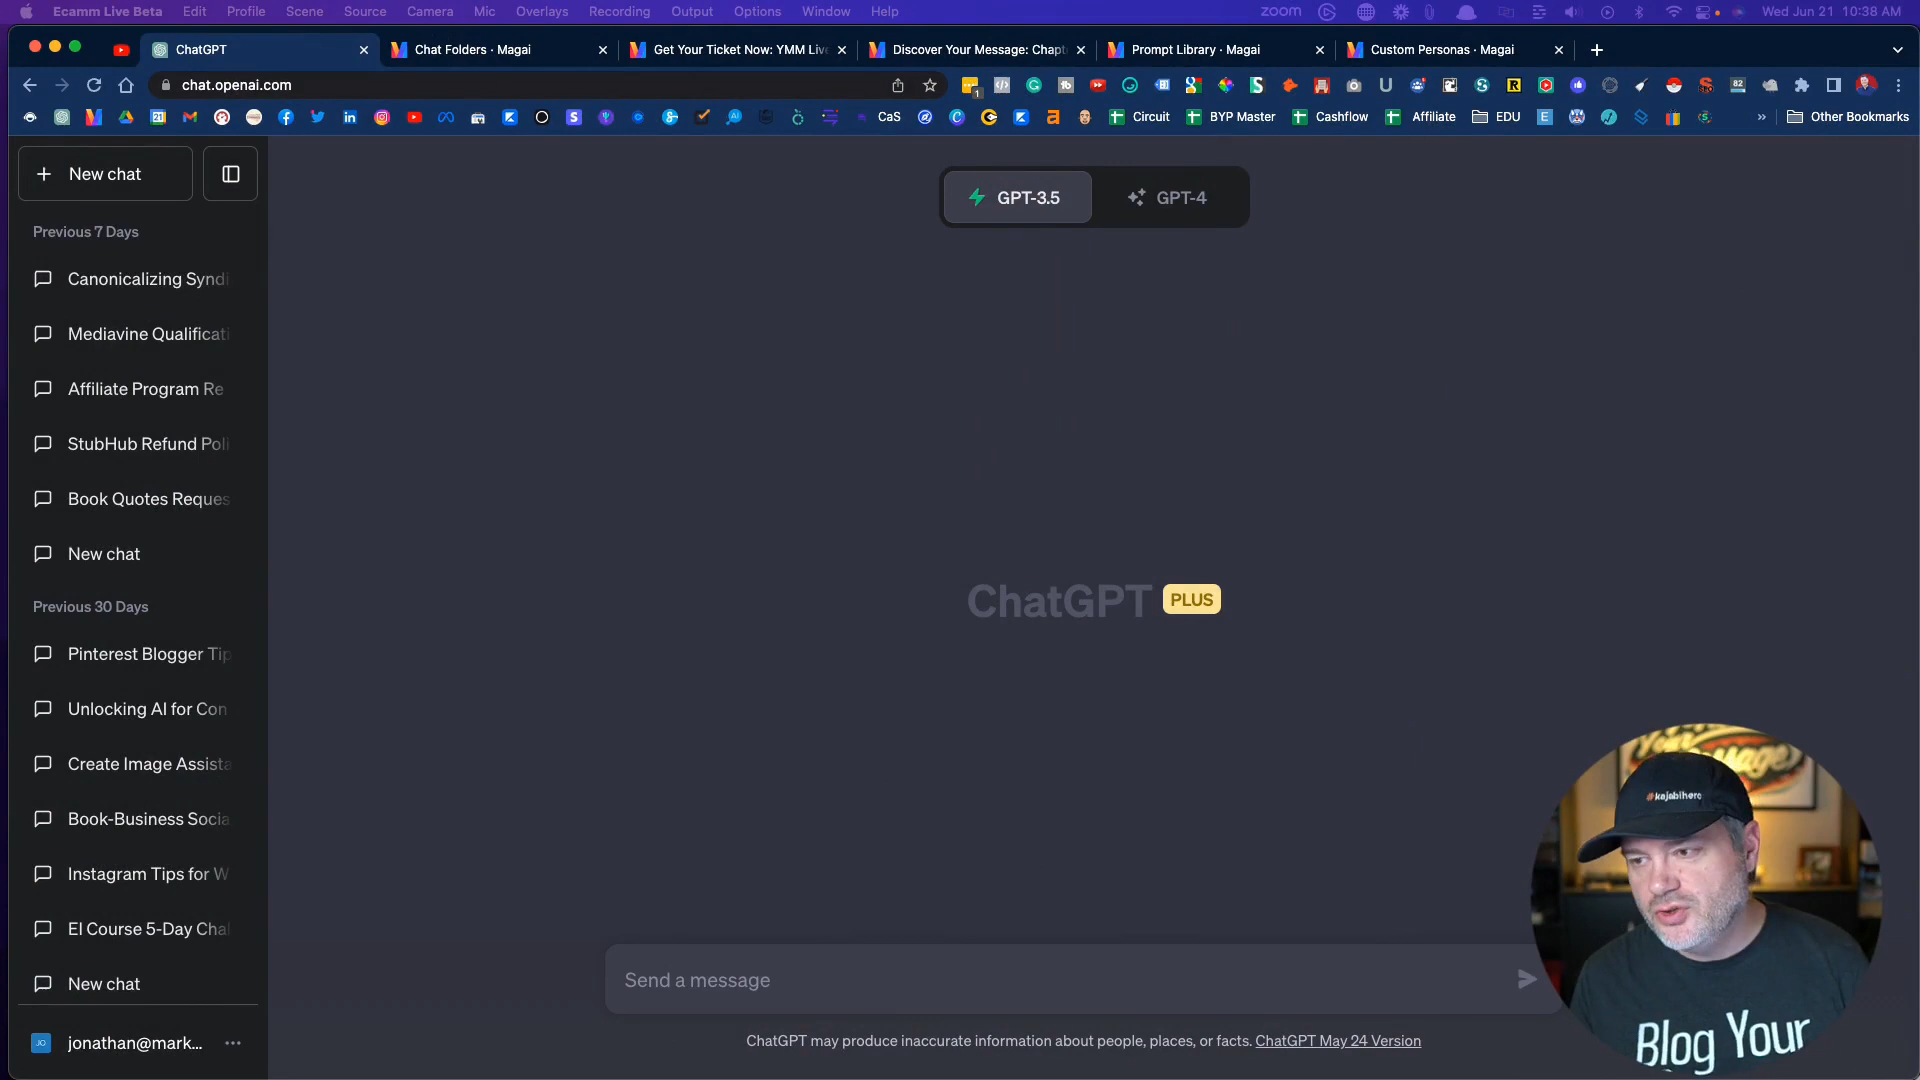 Ecamm Live Beta Edit Profile Scene Source Camera Mic Overlays Recording Output Options Window Help zoom Wed Jun 21 10:38 AM
ChatGPT Chat Folders · Magai Get Your Ticket Now: YMM Liv Discover Your Message: Chapt Prompt Library · Magai Custom Personas · Magai
chat.openai.com
CaS Circuit BYP Master Cashflow Affiliate EDU Other Bookmarks
New chat
GPT-3.5 GPT-4
Previous 7 Days
Canonicalizing Syndi
Mediavine Qualificati
Affiliate Program Re
StubHub Refund Poli
Book Quotes Reques
New chat
ChatGPT PLUS
Previous 30 Days
Pinterest Blogger Tip
Unlocking AI for Con
Create Image Assista
Book-Business Socia
Instagram Tips for W
EI Course 5-Day Chal
New chat
#kajabihero
Send a message
JO jonathan@mark...
ChatGPT may produce inaccurate information about people, places, or facts. ChatGPT May 24 Version
Blog Your